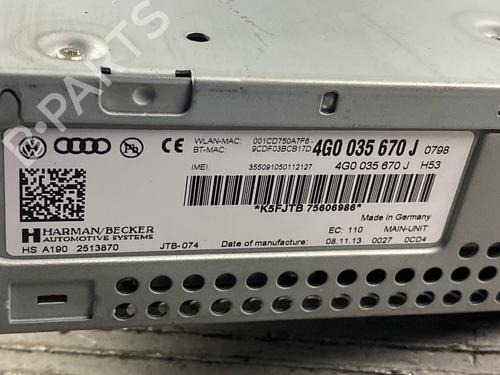 B-PARTS
WLAN-MAC: 001CD750A7F6
BT-MAC: 9CDF03BCB17D
4G0 035 670 J 0798
IMEI: 355091050112127
4G0 035 670 J H53
*K5FJTB 75606986*
Made in Germany
HARMAN/BECKER
AUTOMOTIVE SYSTEMS
EC: 110 MAIN-UNIT
HS A190 2513870
JTB-074 Date of manufacture: 08.11.13 0027 0CD4